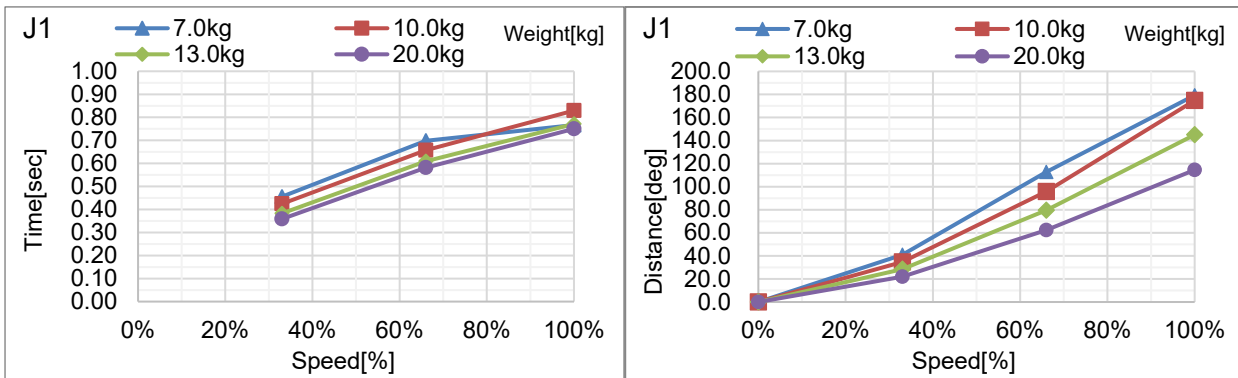 J1
7.0kg
10.0kg
Weight[kg]
13.0kg
20.0kg
1.00
0.90
0.80
0.70
0.60
0.50
0.40
0.30
0.20
0.10
0.00
Time[sec]
0% 20% 40% 60% 80% 100%
Speed[%]
J1
7.0kg
10.0kg
Weight[kg]
13.0kg
20.0kg
200.0
180.0
160.0
140.0
120.0
100.0
80.0
60.0
40.0
20.0
0.0
Distance[deg]
0% 20% 40% 60% 80% 100%
Speed[%]